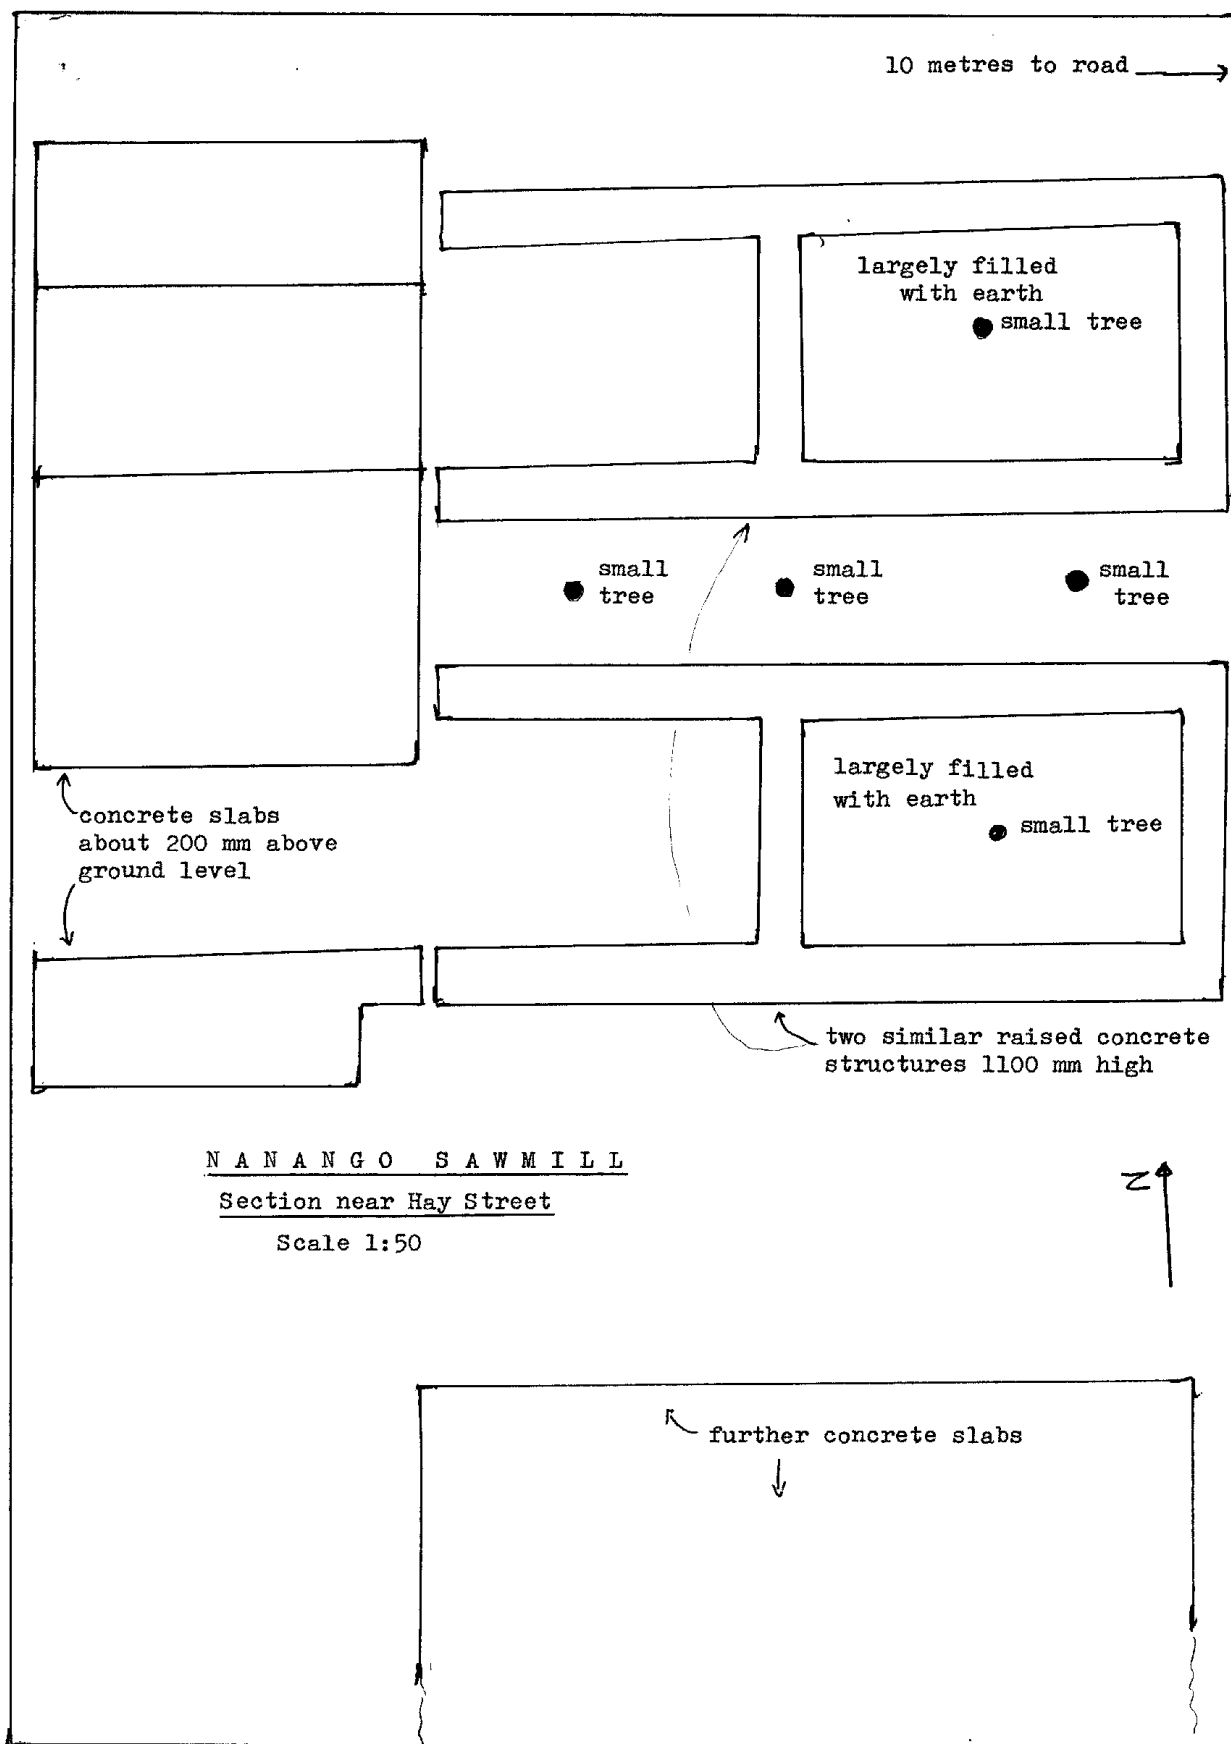 10 metres to road
largely filled
with earth
small tree
small
tree
small
tree
small
tree
largely filled
with earth
small tree
concrete slabs
about 200 mm above
ground level
two similar raised concrete
structures 1100 mm high
NANANGO SAWMILL
Section near Hay Street
Scale 1:50
N
further concrete slabs